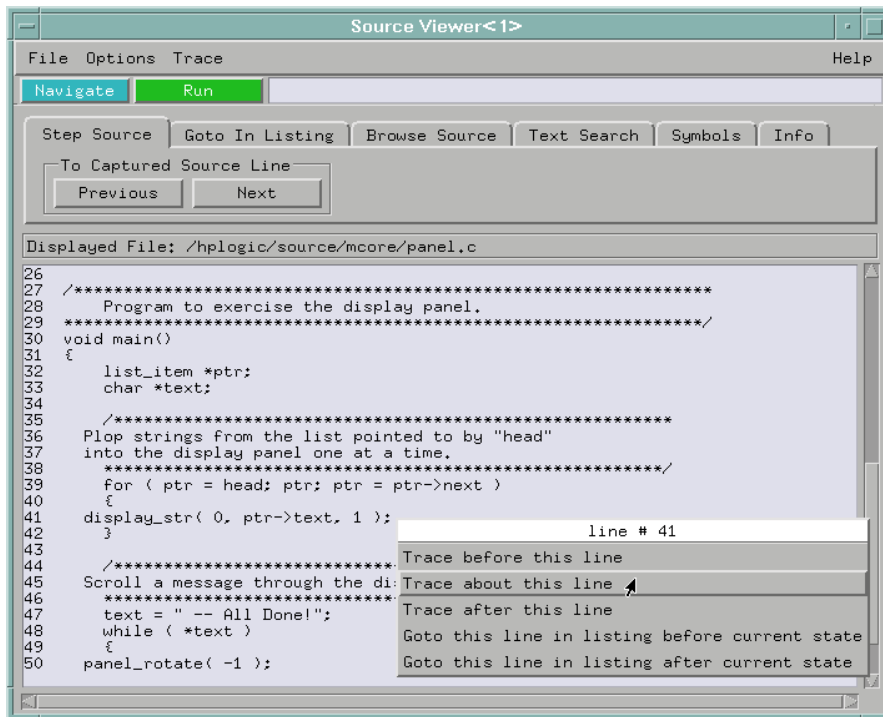 Source Viewer<1>
File Options Trace Help
Navigate Run
Step Source Goto In Listing Browse Source Text Search Symbols Info
To Captured Source Line
Previous Next
Displayed File: /hplogic/source/mcore/panel.c
26
27 /****************************************************************
28 Program to exercise the display panel.
29 ****************************************************************/
30 void main()
31 {
32 list_item *ptr;
33 char *text;
34
35 /*********************************************************
36 Plop strings from the list pointed to by "head"
37 into the display panel one at a time.
38 ********************************************************/
39 for ( ptr = head; ptr; ptr = ptr->next )
40 {
41 display_str( 0, ptr->text, 1 );
42 }
43
44 /*****************************
45 Scroll a message through the di
46 *****************************
47 text = " -- All Done!";
48 while ( *text )
49 {
50 panel_rotate( -1 );
line # 41
Trace before this line
Trace about this line
Trace after this line
Goto this line in listing before current state
Goto this line in listing after current state